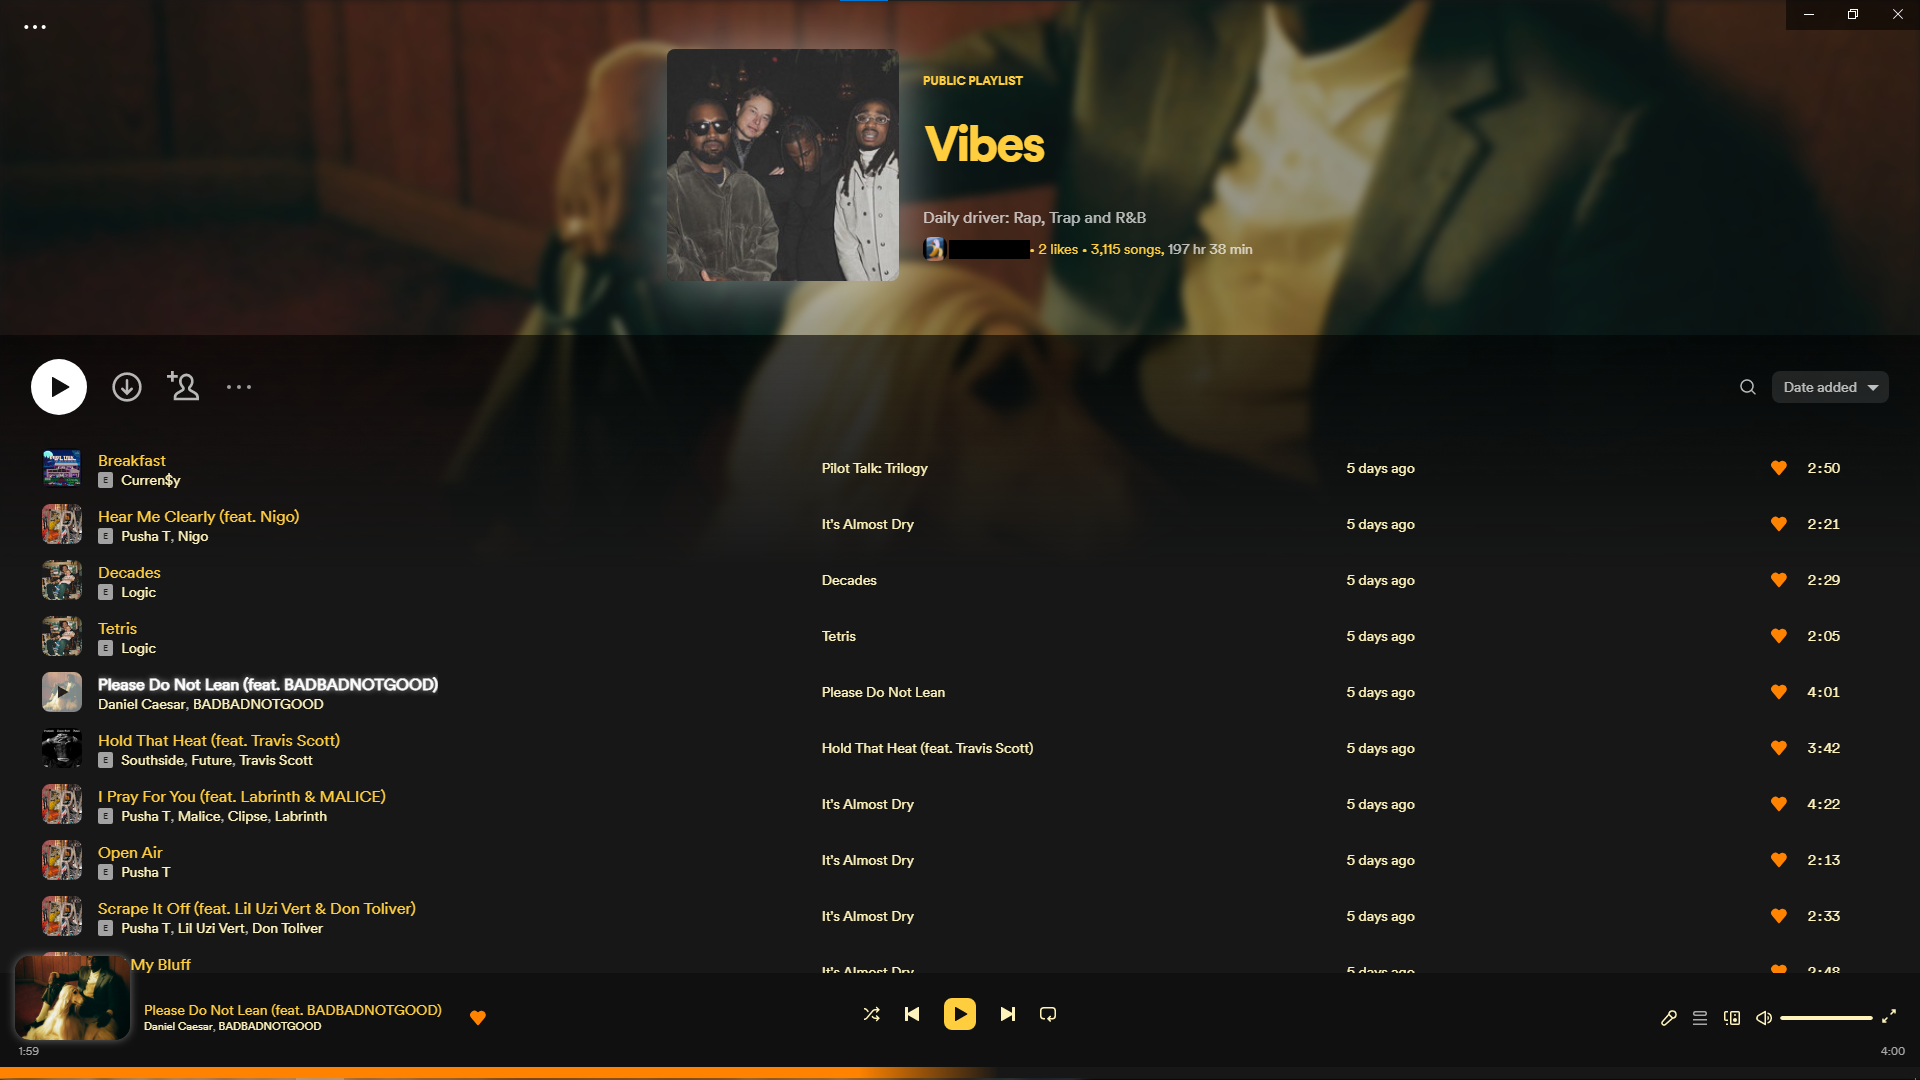 PUBLIC PLAYLIST
Vibes
Daily driver: Rap, Trap and R&B
• 2 likes • 3,115 songs, 197 hr 38 min
Date added
Breakfast
E Curren$y
Pilot Talk: Trilogy
5 days ago
2:50
Hear Me Clearly (feat. Nigo)
E Pusha T, Nigo
It's Almost Dry
5 days ago
2:21
Decades
E Logic
Decades
5 days ago
2:29
Tetris
E Logic
Tetris
5 days ago
2:05
Please Do Not Lean (feat. BADBADNOTGOOD)
Daniel Caesar, BADBADNOTGOOD
Please Do Not Lean
5 days ago
4:01
Hold That Heat (feat. Travis Scott)
E Southside, Future, Travis Scott
Hold That Heat (feat. Travis Scott)
5 days ago
3:42
I Pray For You (feat. Labrinth & MALICE)
E Pusha T, Malice, Clipse, Labrinth
It's Almost Dry
5 days ago
4:22
Open Air
E Pusha T
It's Almost Dry
5 days ago
2:13
Scrape It Off (feat. Lil Uzi Vert & Don Toliver)
E Pusha T, Lil Uzi Vert, Don Toliver
It's Almost Dry
5 days ago
2:33
My Bluff
It's Almost Dry
5 days ago
2:48
Please Do Not Lean (feat. BADBADNOTGOOD)
Daniel Caesar, BADBADNOTGOOD
1:59
4:00